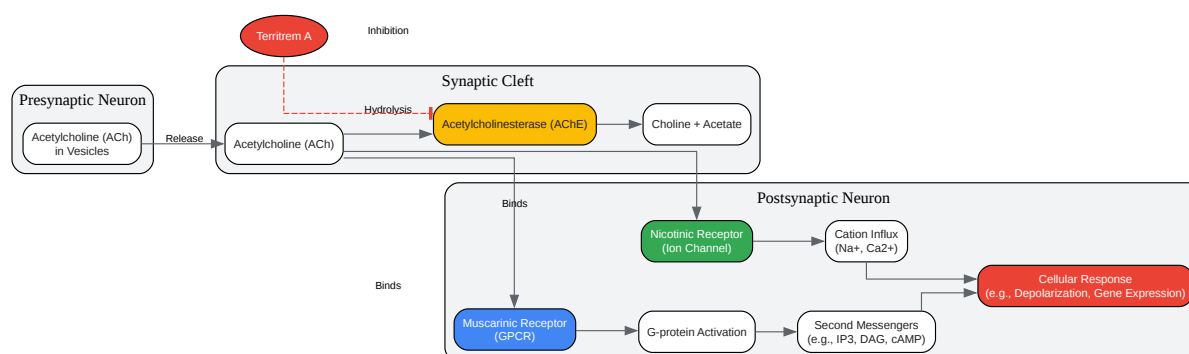 Territrem A
Inhibition
Synaptic Cleft
Presynaptic Neuron
Hydrolysis
Acetylcholine (ACh)
in Vesicles
Release
Acetylcholine (ACh)
Acetylcholinesterase (AChE)
Choline + Acetate
Postsynaptic Neuron
Binds
Nicotinic Receptor
(Ion Channel)
Cation Influx
(Na+, Ca2+)
Cellular Response
(e.g., Depolarization, Gene Expression)
Binds
Muscarinic Receptor
(GPCR)
G-protein Activation
Second Messengers
(e.g., IP3, DAG, cAMP)